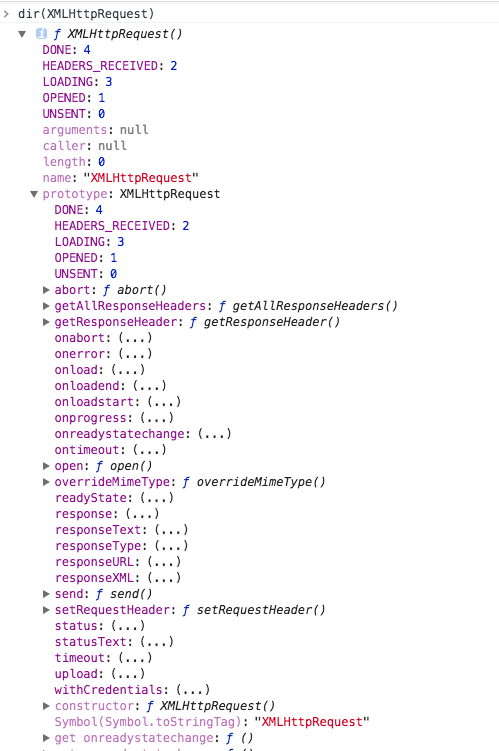 > dir(XMLHttpRequest)
▼ f ƒ XMLHttpRequest()
DONE: 4
HEADERS_RECEIVED: 2
LOADING: 3
OPENED: 1
UNSENT: 0
arguments: null
caller: null
length: 0
name: "XMLHttpRequest"
▼ prototype: XMLHttpRequest
DONE: 4
HEADERS_RECEIVED: 2
LOADING: 3
OPENED: 1
UNSENT: 0
▶ abort: ƒ abort()
▶ getAllResponseHeaders: ƒ getAllResponseHeaders()
▶ getResponseHeader: ƒ getResponseHeader()
onabort: (...)
onerror: (...)
onload: (...)
onloadend: (...)
onloadstart: (...)
onprogress: (...)
onreadystatechange: (...)
ontimeout: (...)
▶ open: ƒ open()
▶ overrideMimeType: ƒ overrideMimeType()
readyState: (...)
response: (...)
responseText: (...)
responseType: (...)
responseURL: (...)
responseXML: (...)
▶ send: ƒ send()
▶ setRequestHeader: ƒ setRequestHeader()
status: (...)
statusText: (...)
timeout: (...)
upload: (...)
withCredentials: (...)
▶ constructor: ƒ XMLHttpRequest()
Symbol(Symbol.toStringTag): "XMLHttpRequest"
▶ get onreadystatechange: ƒ ()